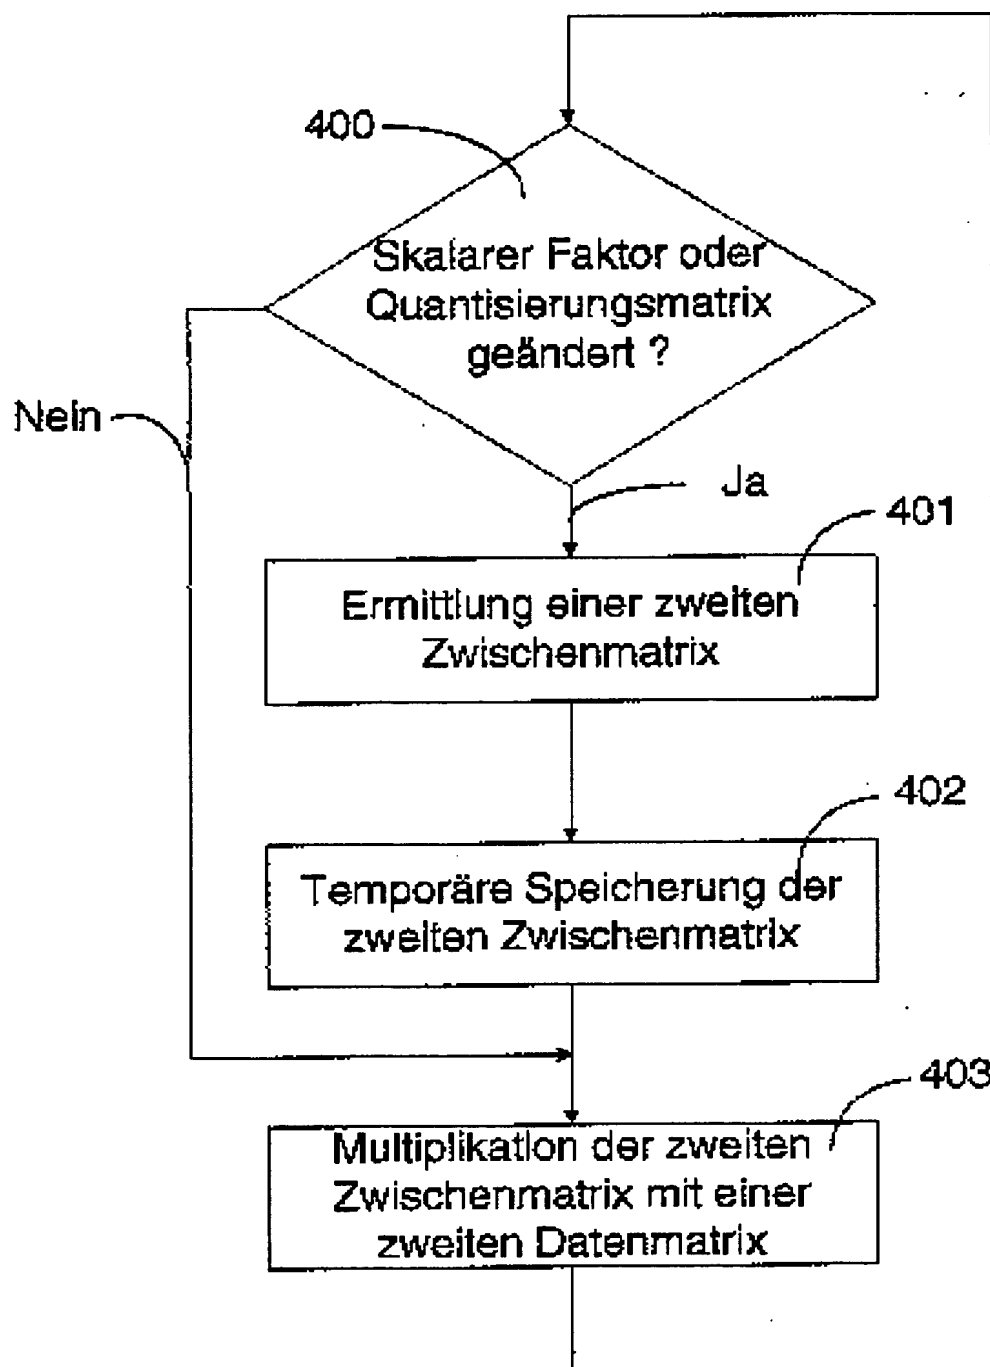 400
Skalarer Faktor oder
Quantisierungsmatrix
geändert ?
Nein
Ja
401
Ermittlung einer zweiten
Zwischenmatrix
402
Temporäre Speicherung der
zweiten Zwischenmatrix
403
Multiplikation der zweiten
Zwischenmatrix mit einer
zweiten Datenmatrix